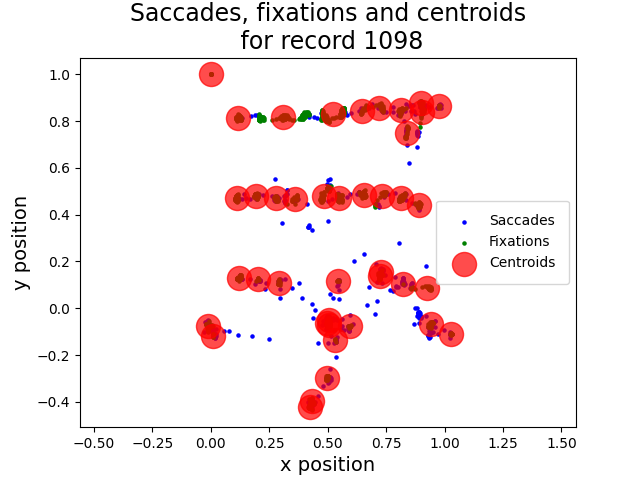 Saccades, fixations and centroids
for record 1098
1.0
0.8
0.6
0.4
0.2
0.0
−0.2
−0.4
y position
Saccades
Fixations
Centroids
−0.50
−0.25
0.00
0.25
0.50
0.75
1.00
1.25
1.50
x position